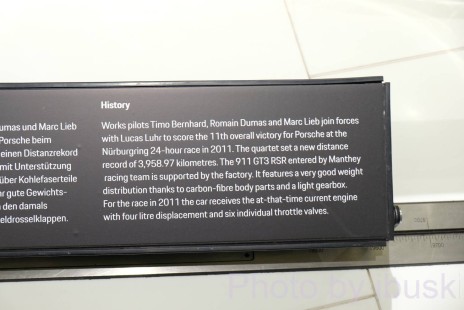 umas und Marc Lieb
Porsche beim
einen Distanzrekord
mit Unterstützung
über Kohlefaserteile
hr gute Gewichts-
den damals
eldrosselklappen.
History
Works pilots Timo Bernhard, Romain Dumas and Marc Lieb join forces
with Lucas Luhr to score the 11th overall victory for Porsche at the
Nürburgring 24-hour race in 2011. The quartet set a new distance
record of 3,958.97 kilometres. The 911 GT3 RSR entered by Manthey
racing team is supported by the factory. It features a very good weight
distribution thanks to carbon-fibre body parts and a light gearbox.
For the race in 2011 the car receives the at-that-time current engine
with four litre displacement and six individual throttle valves.
Photo by ibusk